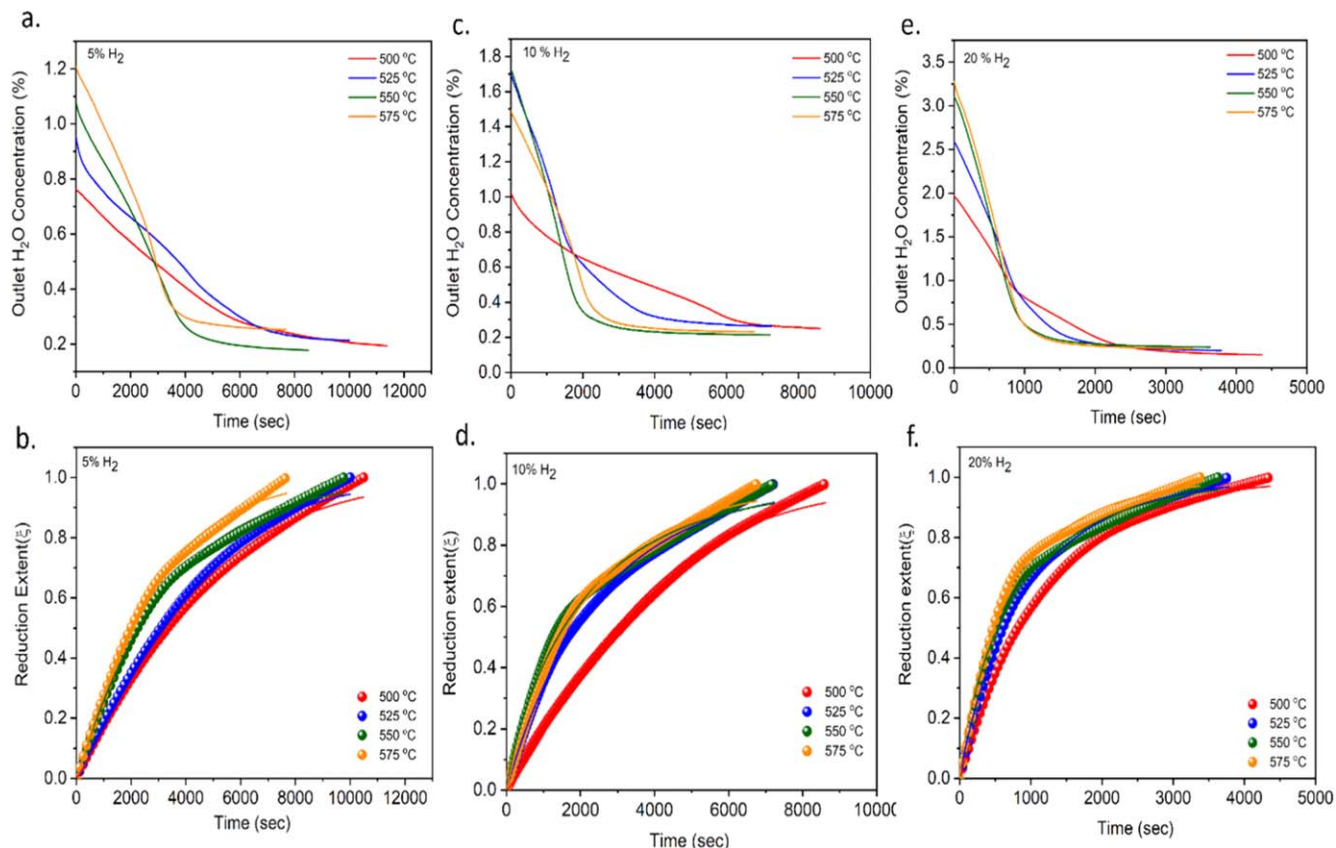 a.
5% H2
500 °C
525 °C
550 °C
575 °C
Outlet H2O Concentration (%)
1.2
1.0
0.8
0.6
0.4
0.2
0 2000 4000 6000 8000 10000 12000
Time (sec)
c.
10 % H2
500 °C
525 °C
550 °C
575 °C
Outlet H2O Concentration (%)
1.8
1.6
1.4
1.2
1.0
0.8
0.6
0.4
0.2
0.0
0 2000 4000 6000 8000 10000
Time (sec)
e.
20 % H2
500 °C
525 °C
550 °C
575 °C
Outlet H2O Concentration (%)
3.5
3.0
2.5
2.0
1.5
1.0
0.5
0.0
0 1000 2000 3000 4000 5000
Time (sec)
b.
5% H2
Reduction Extent(ξ)
1.0
0.8
0.6
0.4
0.2
0.0
500 °C
525 °C
550 °C
575 °C
0 2000 4000 6000 8000 10000 12000
Time (sec)
d.
10% H2
Reduction extent(ξ)
1.0
0.8
0.6
0.4
0.2
0.0
500 °C
525 °C
550 °C
575 °C
0 2000 4000 6000 8000 10000
Time (sec)
f.
20% H2
Reduction extent(ξ)
1.0
0.8
0.6
0.4
0.2
0.0
500 °C
525 °C
550 °C
575 °C
0 1000 2000 3000 4000 5000
Time (sec)